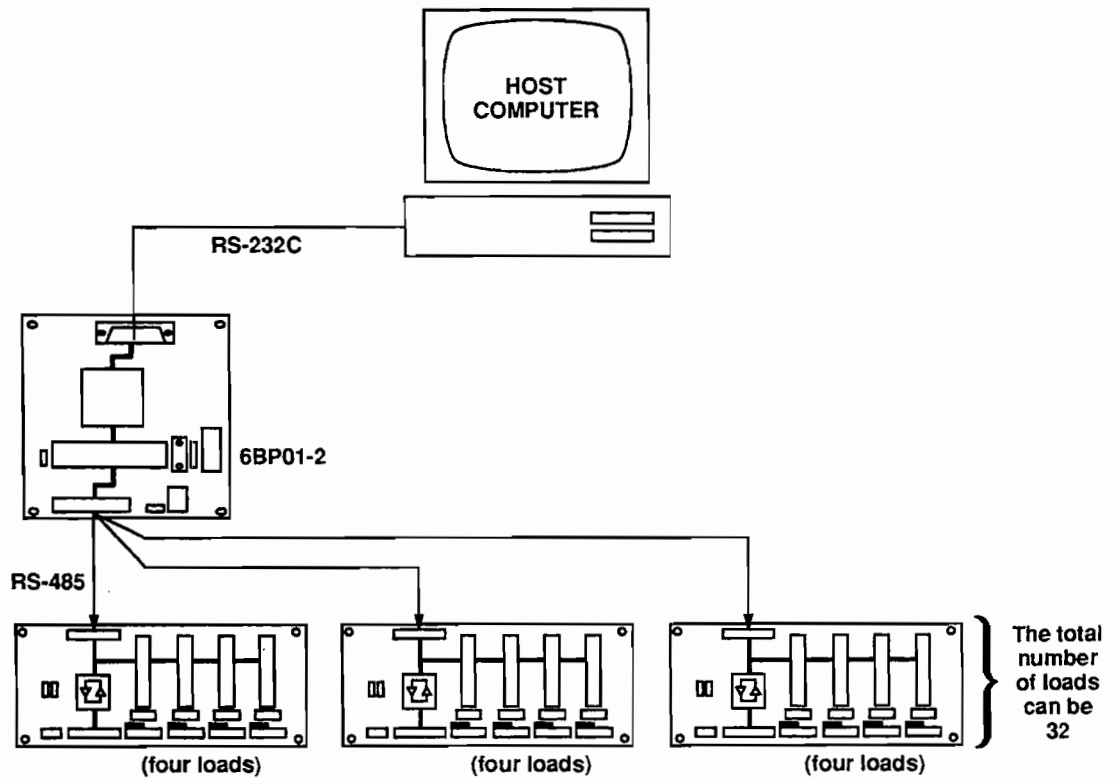 HOST
COMPUTER
RS-232C
6BP01-2
RS-485
The total
number
of loads
can be
32
(four loads)
(four loads)
(four loads)